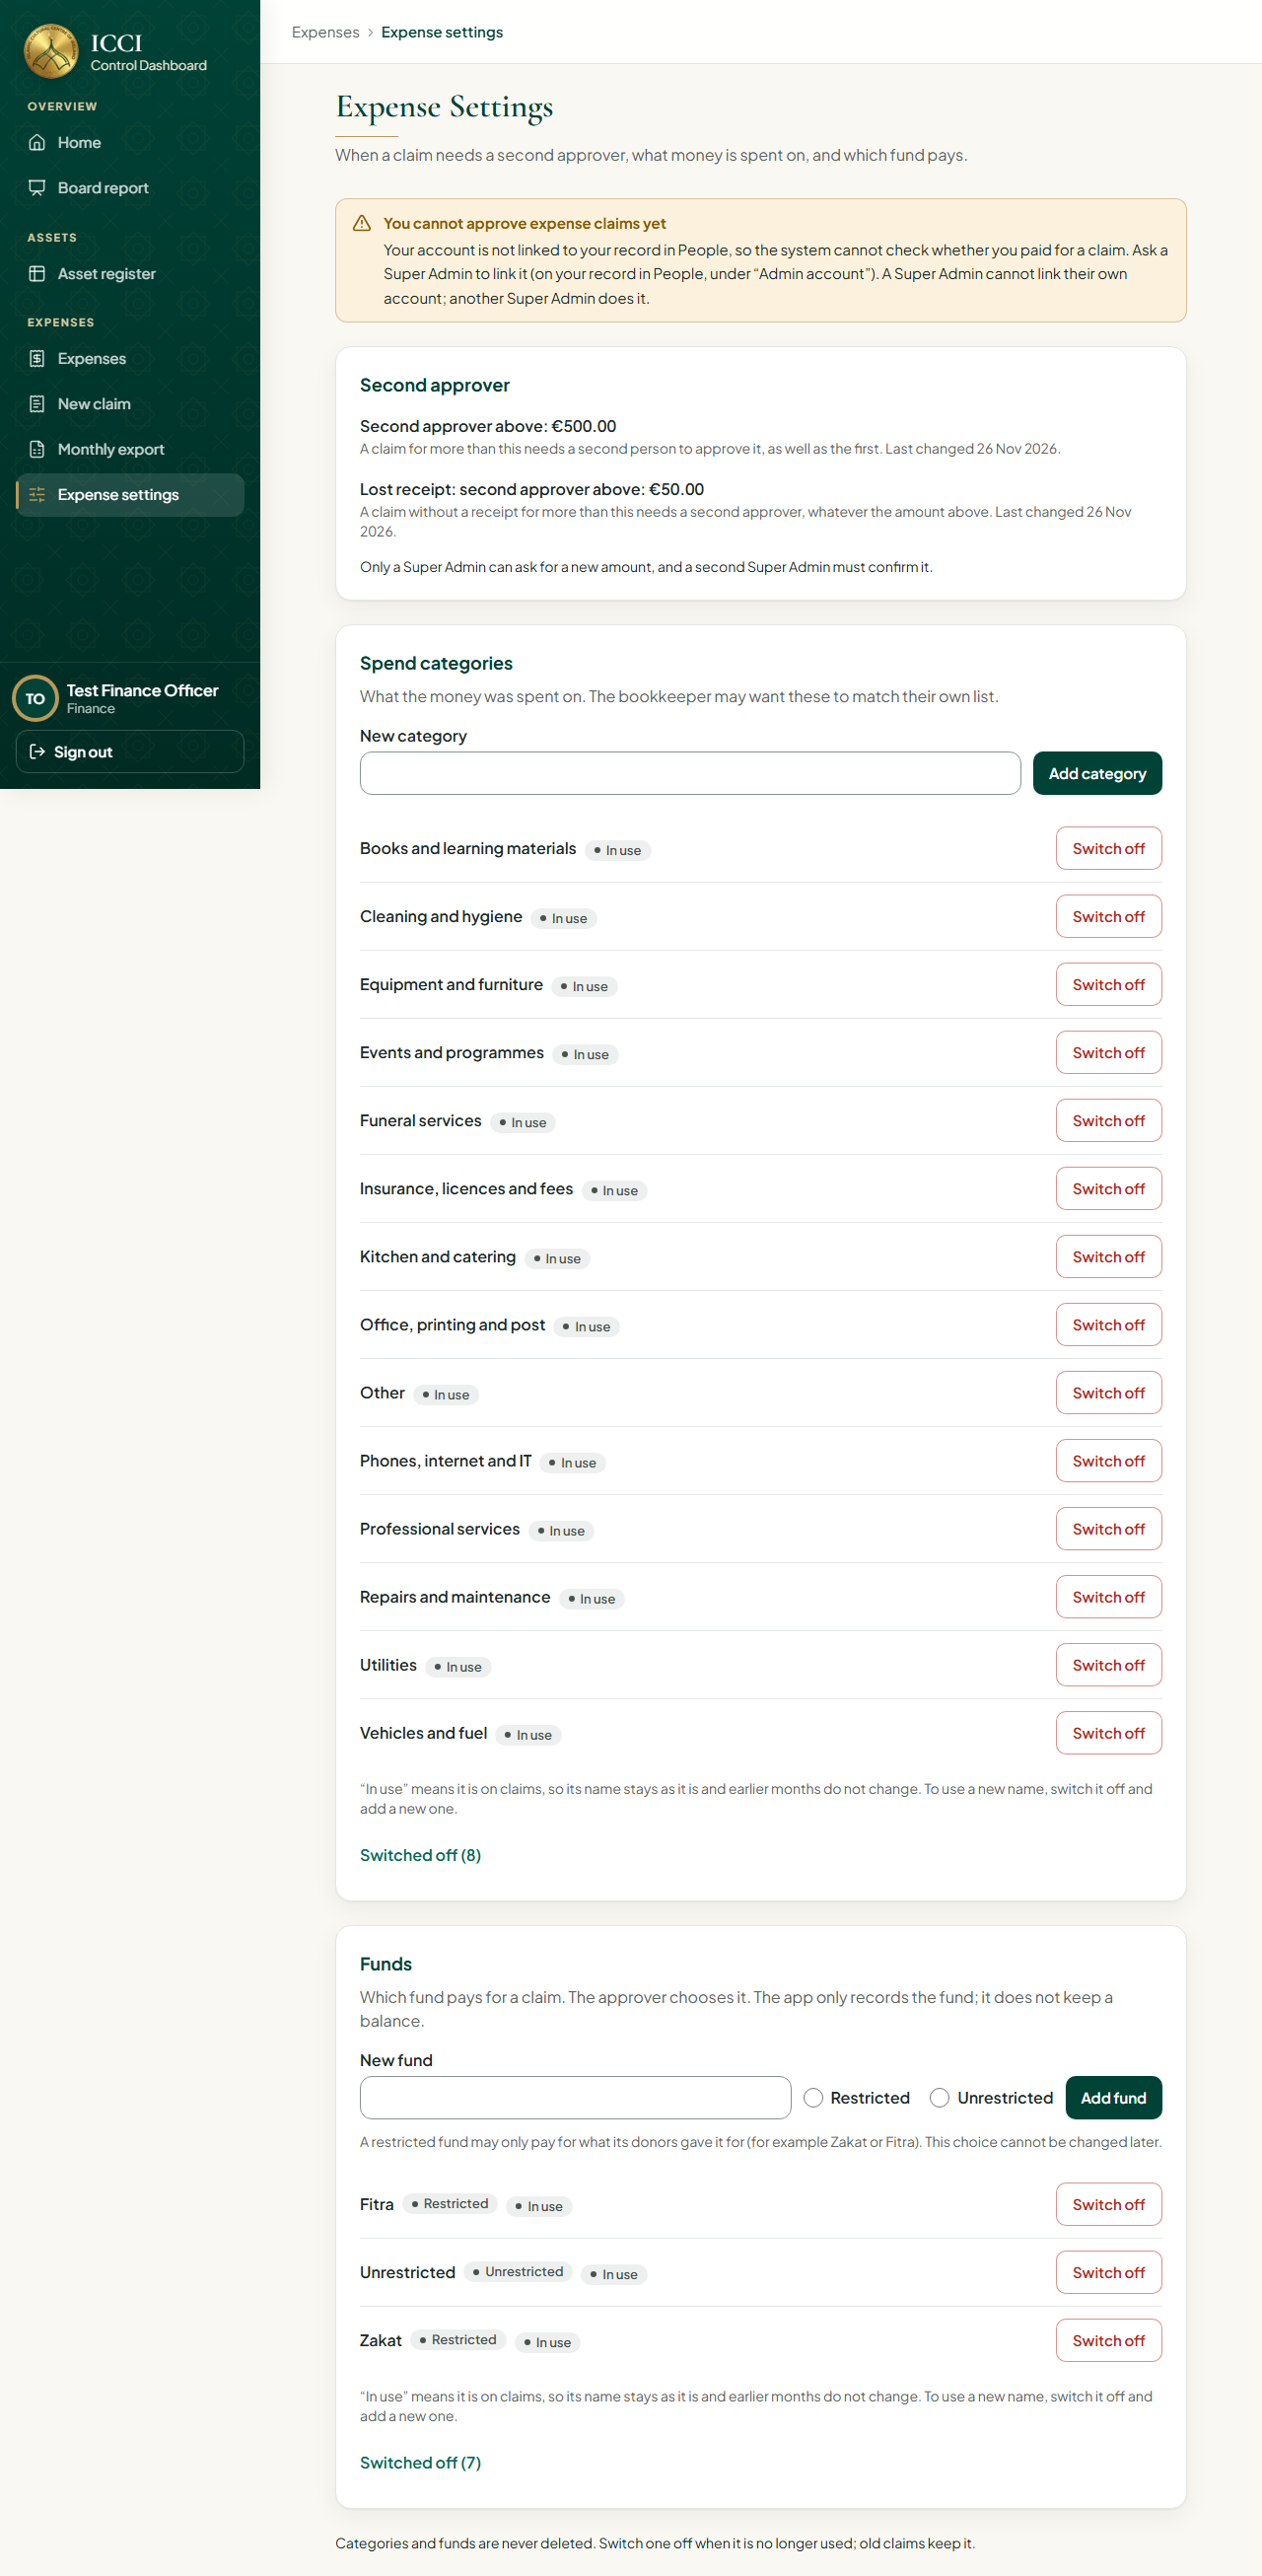 ICCI
Control Dashboard
OVERVIEW
Home
Board report
ASSETS
Asset register
EXPENSES
Expenses
New claim
Monthly export
Expense settings
TO
Test Finance Officer
Finance
Sign out
Expenses › Expense settings
Expense Settings
When a claim needs a second approver, what money is spent on, and which fund pays.
You cannot approve expense claims yet
Your account is not linked to your record in People, so the system cannot check whether you paid for a claim. Ask a
Super Admin to link it (on your record in People, under “Admin account”). A Super Admin cannot link their own
account; another Super Admin does it.
Second approver
Second approver above: €500.00
A claim for more than this needs a second person to approve it, as well as the first. Last changed 26 Nov 2026.
Lost receipt: second approver above: €50.00
A claim without a receipt for more than this needs a second approver, whatever the amount above. Last changed 26 Nov
2026.
Only a Super Admin can ask for a new amount, and a second Super Admin must confirm it.
Spend categories
What the money was spent on. The bookkeeper may want these to match their own list.
New category
Add category
Books and learning materials In use Switch off
Cleaning and hygiene In use Switch off
Equipment and furniture In use Switch off
Events and programmes In use Switch off
Funeral services In use Switch off
Insurance, licences and fees In use Switch off
Kitchen and catering In use Switch off
Office, printing and post In use Switch off
Other In use Switch off
Phones, internet and IT In use Switch off
Professional services In use Switch off
Repairs and maintenance In use Switch off
Utilities In use Switch off
Vehicles and fuel In use Switch off
“In use” means it is on claims, so its name stays as it is and earlier months do not change. To use a new name, switch it off and
add a new one.
Switched off (8)
Funds
Which fund pays for a claim. The approver chooses it. The app only records the fund; it does not keep a
balance.
New fund
Restricted Unrestricted Add fund
A restricted fund may only pay for what its donors gave it for (for example Zakat or Fitra). This choice cannot be changed later.
Fitra Restricted In use Switch off
Unrestricted Unrestricted In use Switch off
Zakat Restricted In use Switch off
“In use” means it is on claims, so its name stays as it is and earlier months do not change. To use a new name, switch it off and
add a new one.
Switched off (7)
Categories and funds are never deleted. Switch one off when it is no longer used; old claims keep it.